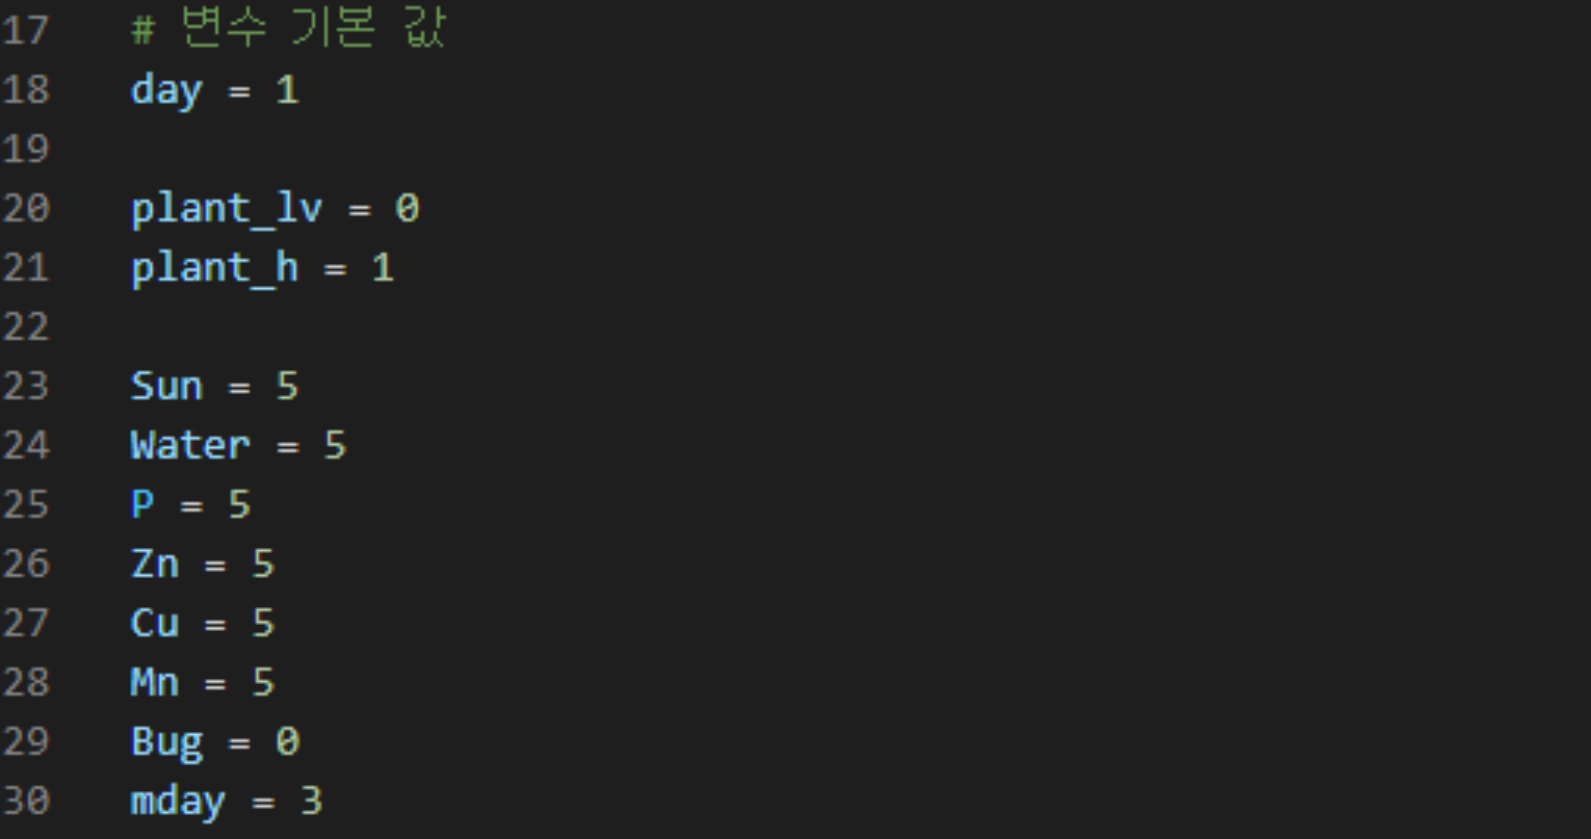 17 # 변수 기본 값
18 day = 1
19
20 plant_lv = 0
21 plant_h = 1
22
23 Sun = 5
24 Water = 5
25 P = 5
26 Zn = 5
27 Cu = 5
28 Mn = 5
29 Bug = 0
30 mday = 3